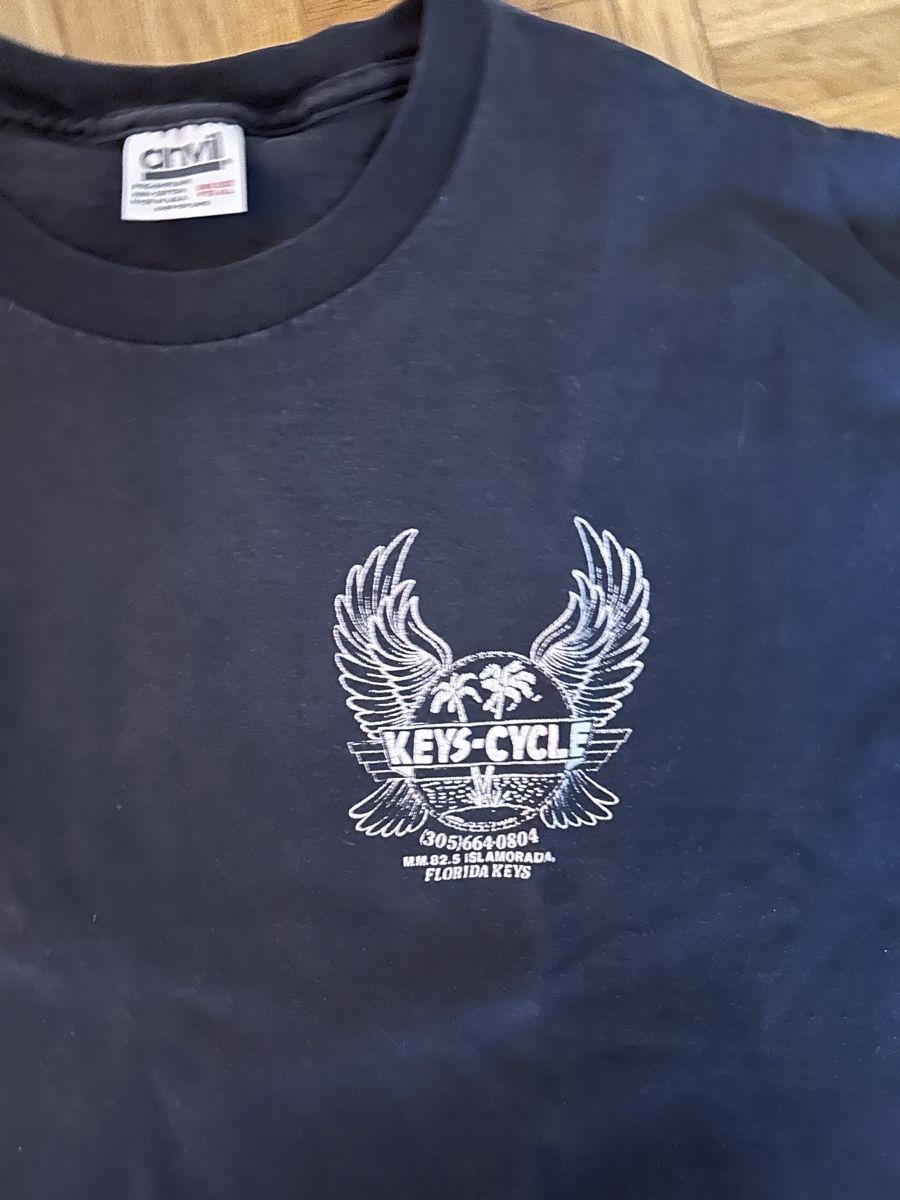 anvil
KEYS-CYCLE
(305)664-0804
M.M.82.5 ISLAMORADA,
FLORIDA KEYS